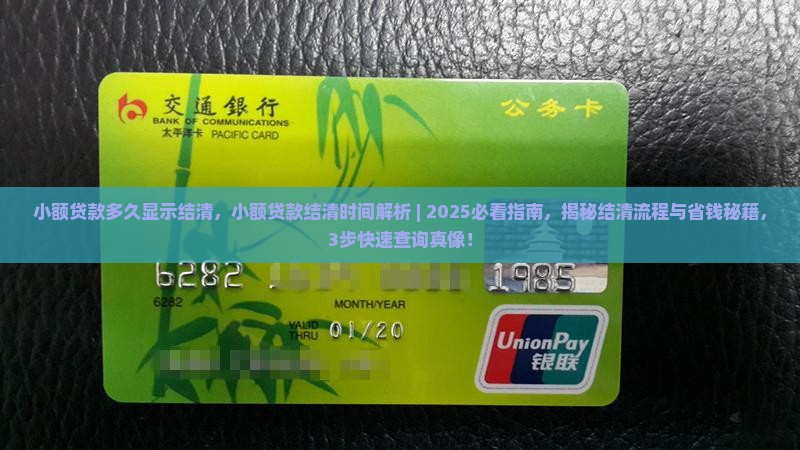 交通銀行
BANK OF COMMUNICATIONS
太平洋卡 PACIFIC CARD
公务卡
小额贷款多久显示结清，小额贷款结清时间解析 | 2025必看指南，揭秘结清流程与省钱秘籍，
3步快速查询真像！
6282 1985
6282
MONTH/YEAR
VALID
THRU 01/20
UnionPay
银联